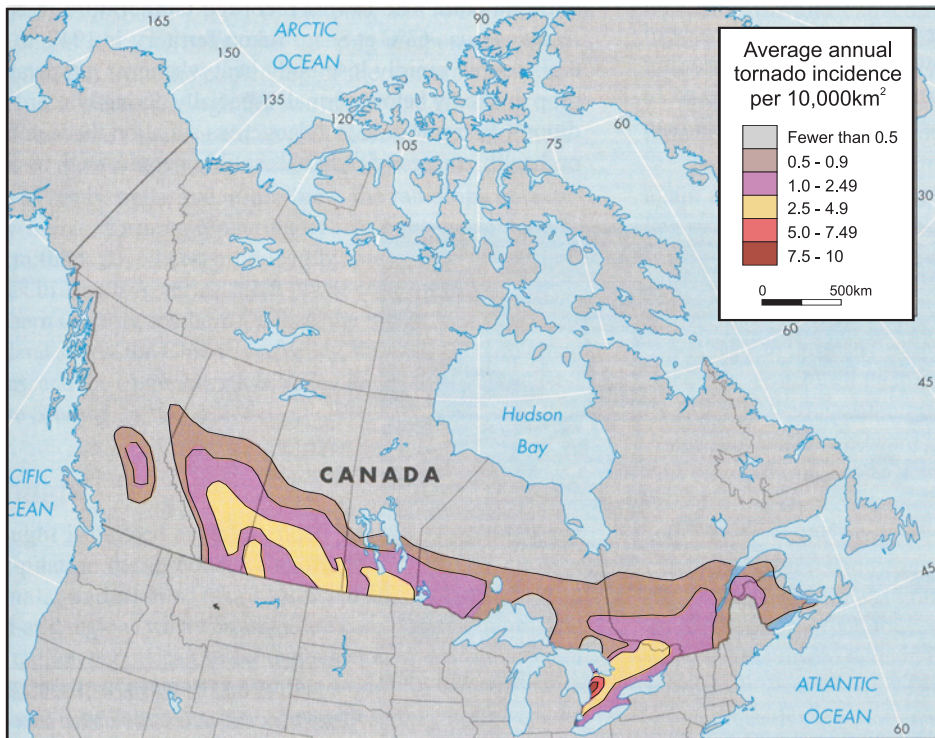 165
150
ARCTIC
OCEAN
135
120
105
90
75
60
Average annual
tornado incidence
per 10,000km²
Fewer than 0.5
0.5 - 0.9
1.0 - 2.49
2.5 - 4.9
5.0 - 7.49
7.5 - 10
0 500km
30
60
45
Hudson
Bay
CANADA
CIFIC
CEAN
45
ATLANTIC
OCEAN
60